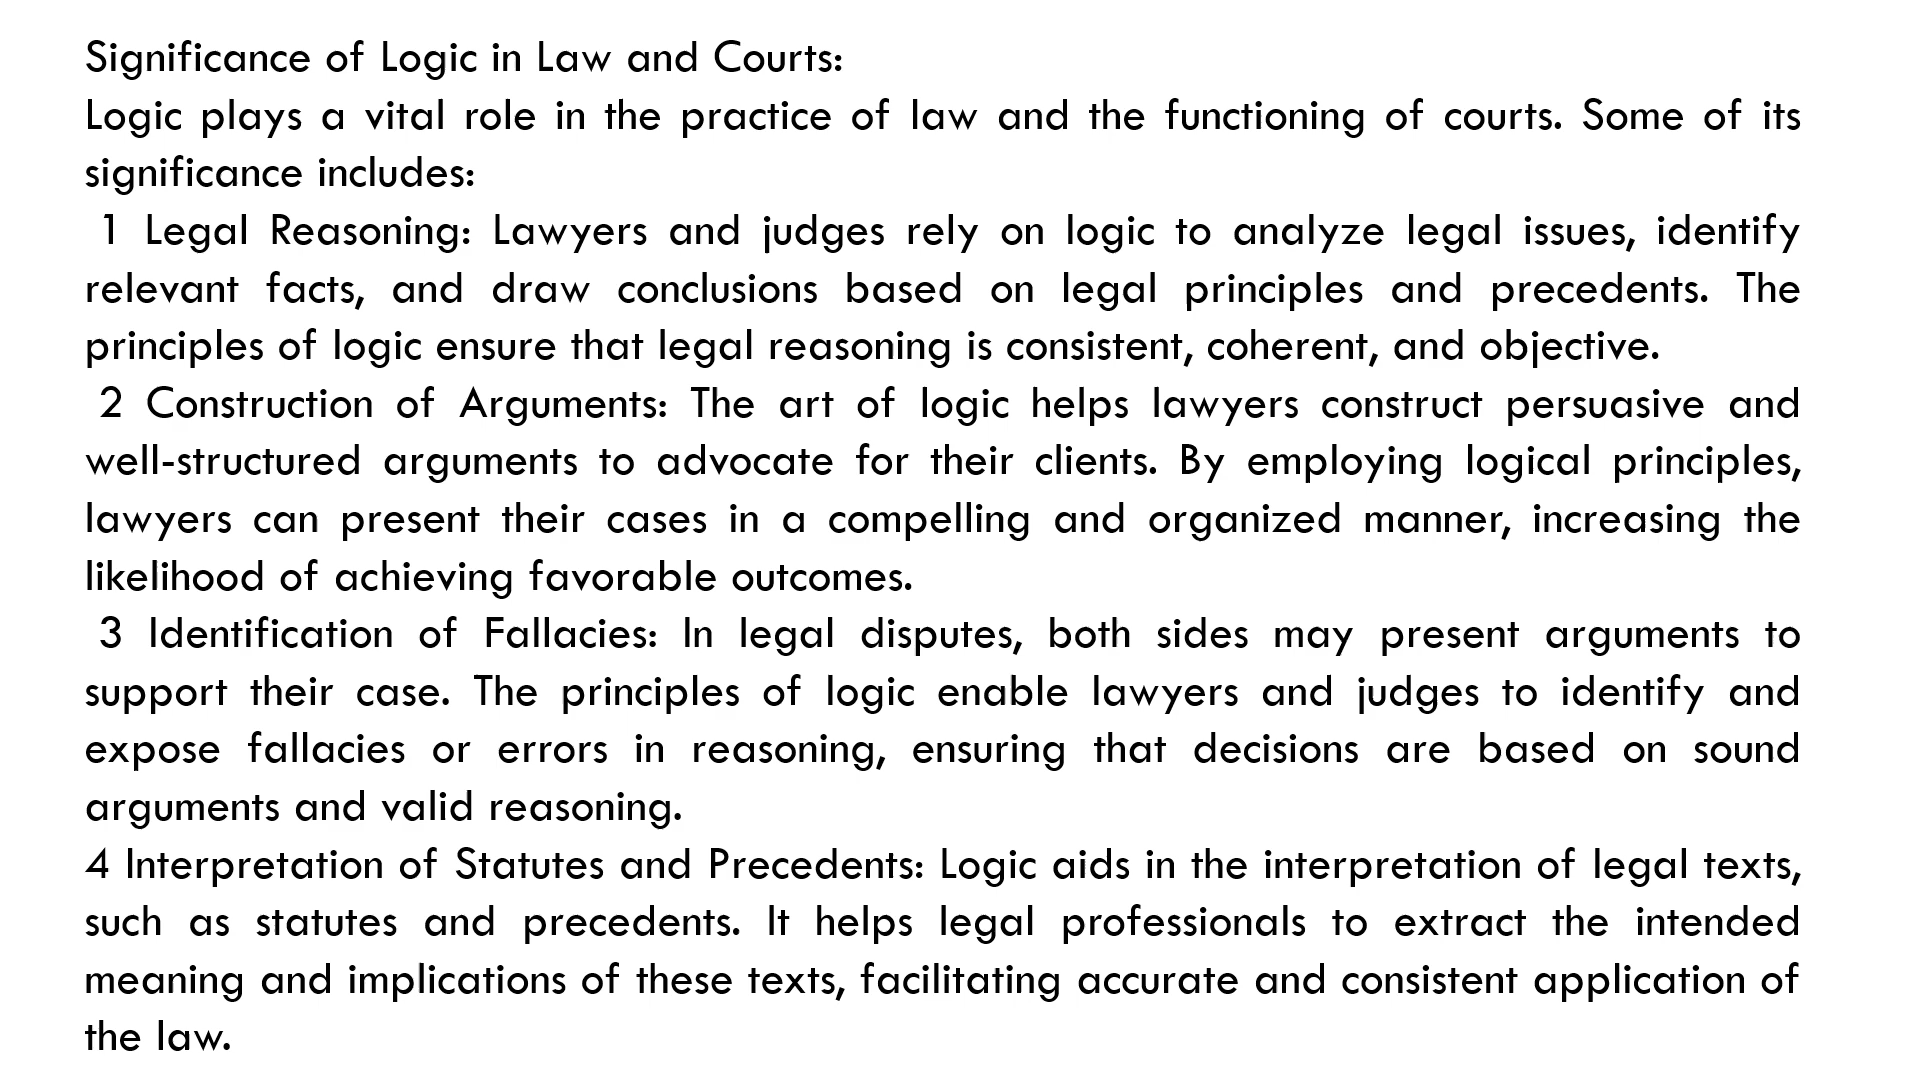 Significance of Logic in Law and Courts:
Logic plays a vital role in the practice of law and the functioning of courts. Some of its
significance includes:
1 Legal Reasoning: Lawyers and judges rely on logic to analyze legal issues, identify
relevant facts, and draw conclusions based on legal principles and precedents. The
principles of logic ensure that legal reasoning is consistent, coherent, and objective.
2 Construction of Arguments: The art of logic helps lawyers construct persuasive and
well-structured arguments to advocate for their clients. By employing logical principles,
lawyers can present their cases in a compelling and organized manner, increasing the
likelihood of achieving favorable outcomes.
3 Identification of Fallacies: In legal disputes, both sides may present arguments to
support their case. The principles of logic enable lawyers and judges to identify and
expose fallacies or errors in reasoning, ensuring that decisions are based on sound
arguments and valid reasoning.
4 Interpretation of Statutes and Precedents: Logic aids in the interpretation of legal texts,
such as statutes and precedents. It helps legal professionals to extract the intended
meaning and implications of these texts, facilitating accurate and consistent application of
the law.